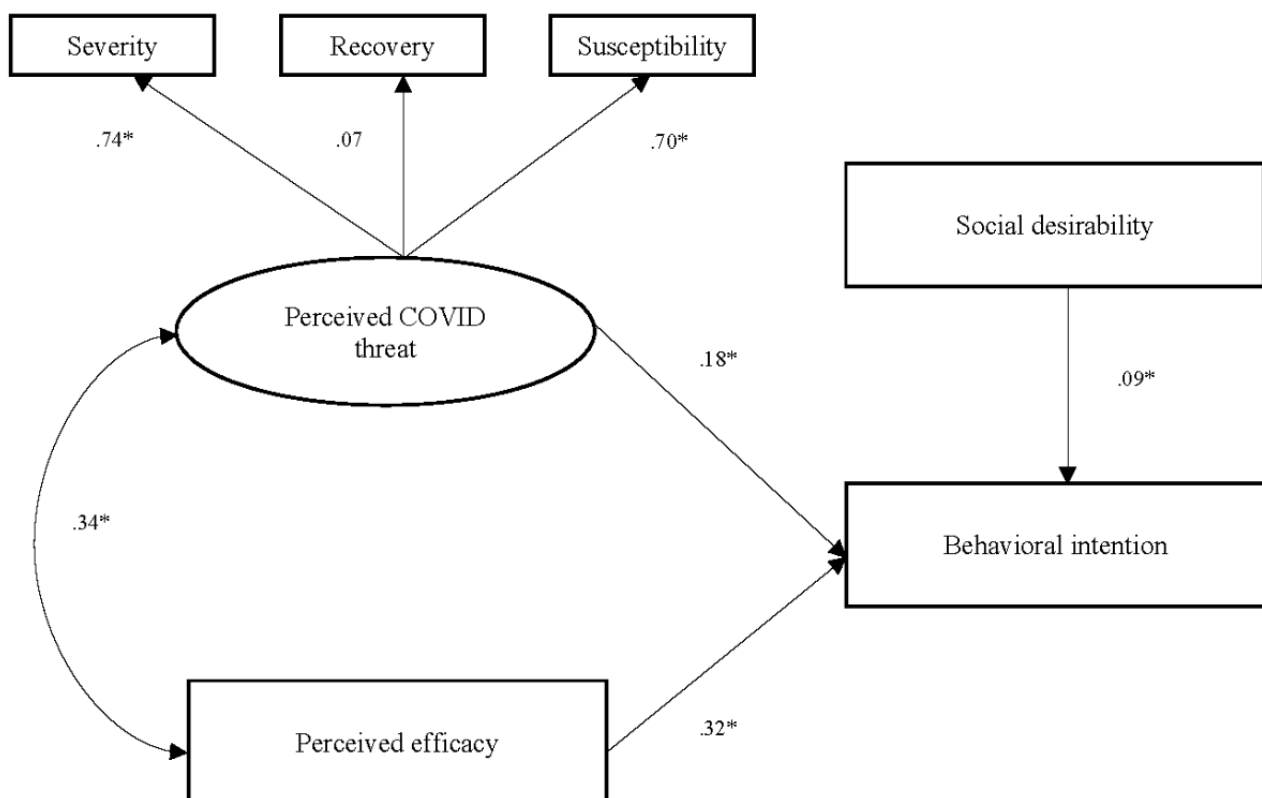 Severity
Recovery
Susceptibility
.74*
.07
.70*
Social desirability
Perceived COVID
threat
.18*
.09*
.34*
Behavioral intention
.32*
Perceived efficacy